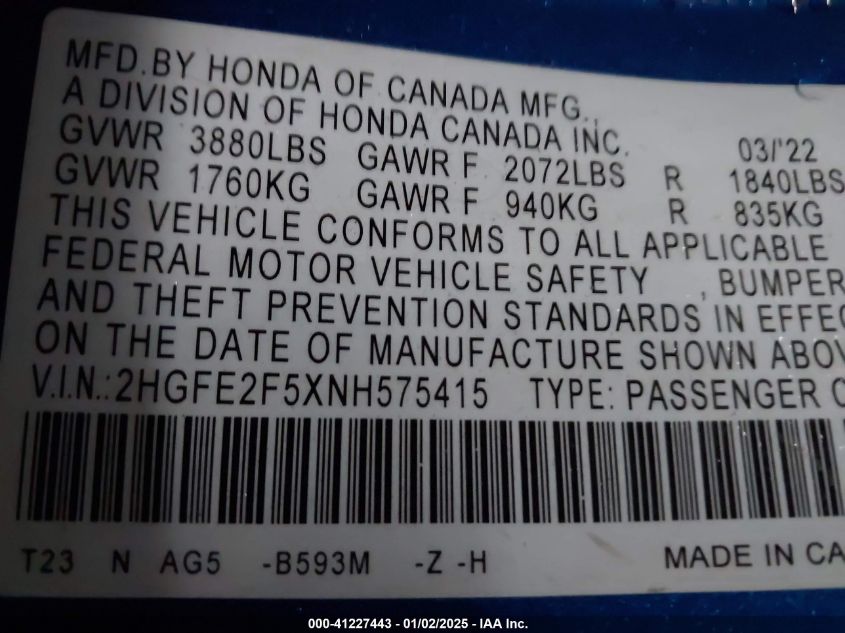 MFD.BY HONDA OF CANADA MFG.,
A DIVISION OF HONDA CANADA INC. 03/'22
GVWR 3880LBS GAWR F 2072LBS R 1840LBS
GVWR 1760KG GAWR F 940KG R 835KG
THIS VEHICLE CONFORMS TO ALL APPLICABLE
FEDERAL MOTOR VEHICLE SAFETY , BUMPER
AND THEFT PREVENTION STANDARDS IN EFFEC
ON THE DATE OF MANUFACTURE SHOWN ABOV
V.I.N.:2HGFE2F5XNH575415 TYPE: PASSENGER C
T23 N AG5 -B593M -Z -H MADE IN CA
000-41227443 — 01/02/2025 — IAA Inc.